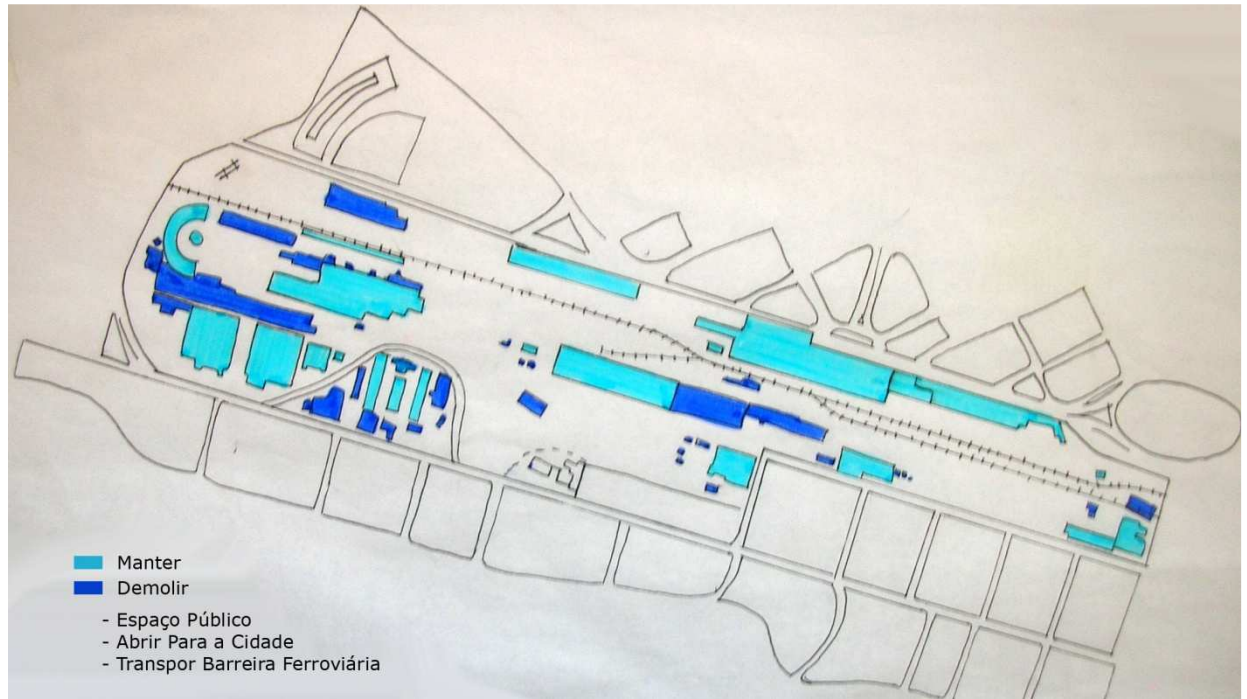 Manter
Demolir
- Espaço Público
- Abrir Para a Cidade
- Transpor Barreira Ferroviária